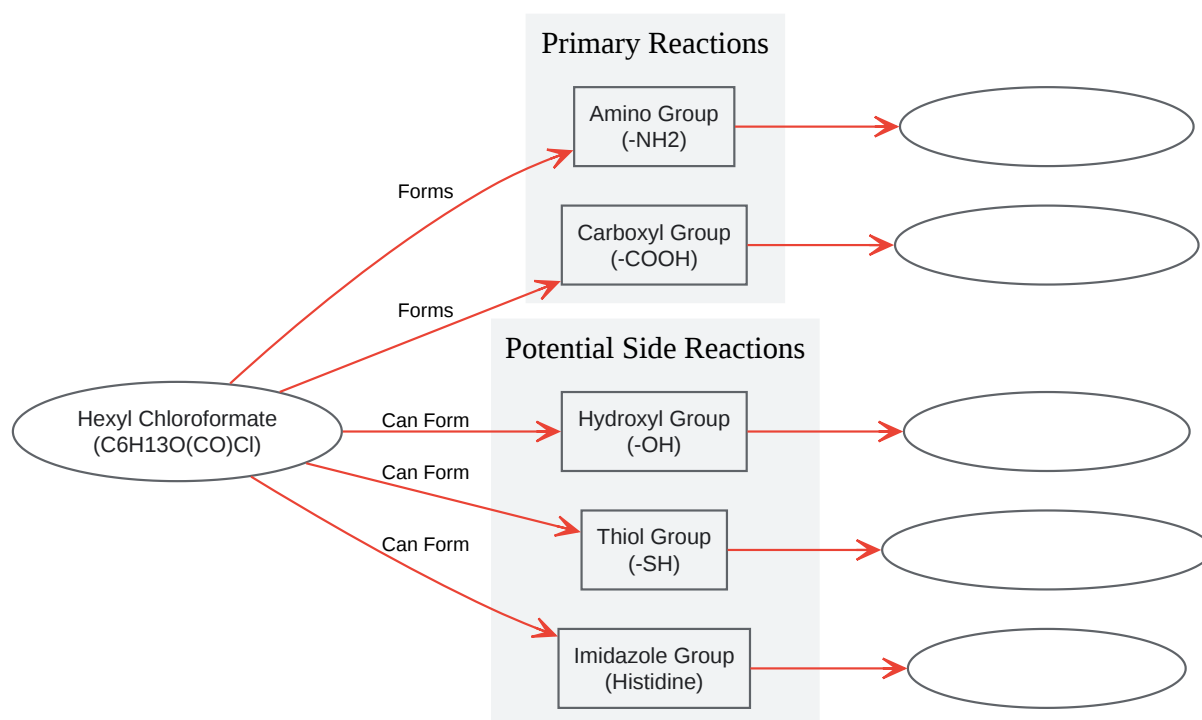 Primary Reactions
Amino Group
(-NH2)
Forms
Carboxyl Group
(-COOH)
Forms
Potential Side Reactions
Hexyl Chloroformate
(C6H13O(CO)Cl)
Can Form
Hydroxyl Group
(-OH)
Can Form
Thiol Group
(-SH)
Can Form
Imidazole Group
(Histidine)